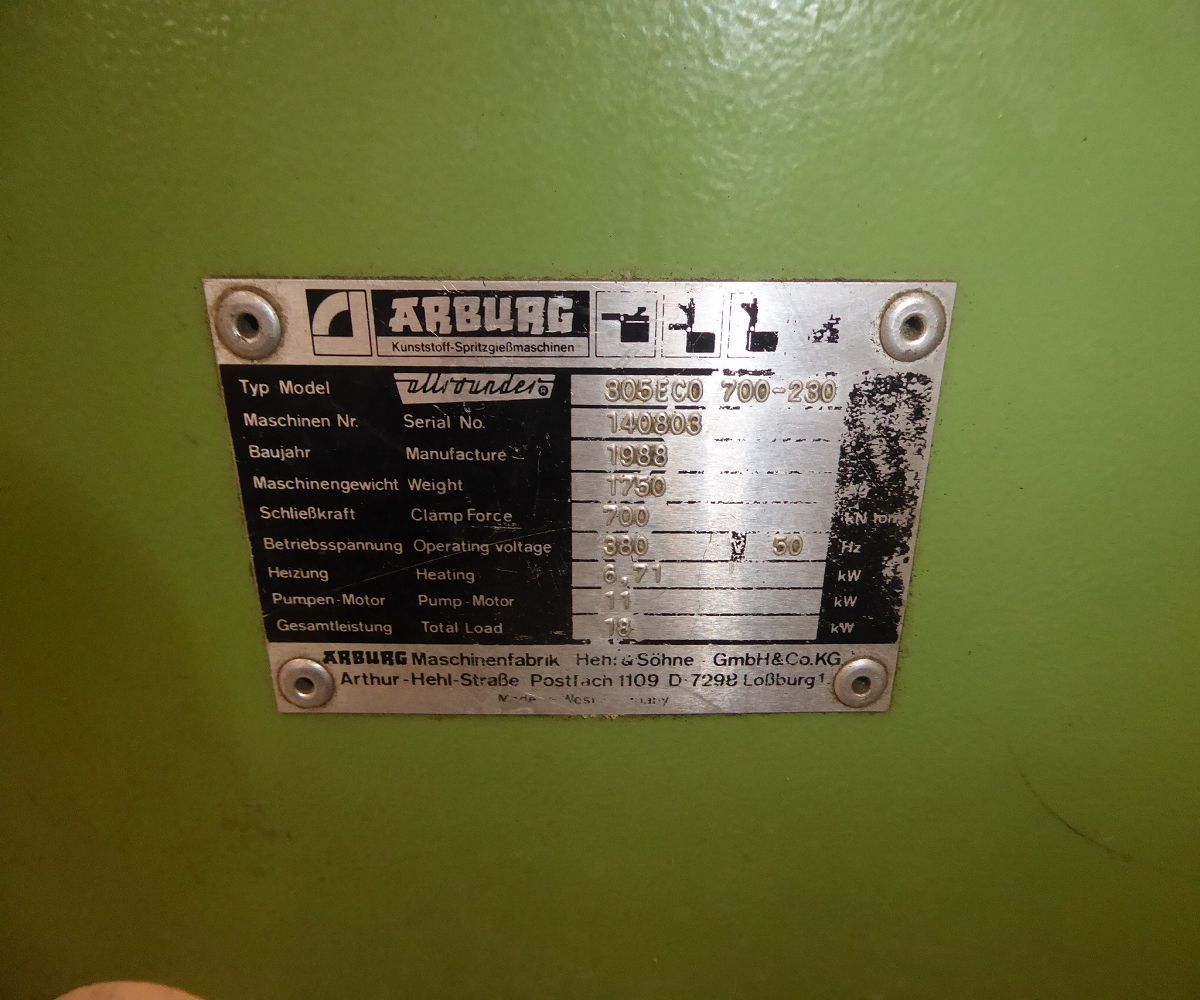 ARBURG
Kunststoff-Spritzgießmaschinen
Typ Model allrounder® 305ECO 700-230
Maschinen Nr. Serial No. 140803
Baujahr Manufacture 1988
Maschinengewicht Weight 1750
Schließkraft Clamp Force 700 kN
Betriebsspannung Operating voltage 380 V 50 Hz
Heizung Heating 6,71 kW
Pumpen-Motor Pump-Motor 11 kW
Gesamtleistung Total Load 18 kW
ARBURG Maschinenfabrik Hehl & Söhne GmbH & Co. KG
Arthur-Hehl-Straße Postfach 1109 D-7298 Loßburg 1